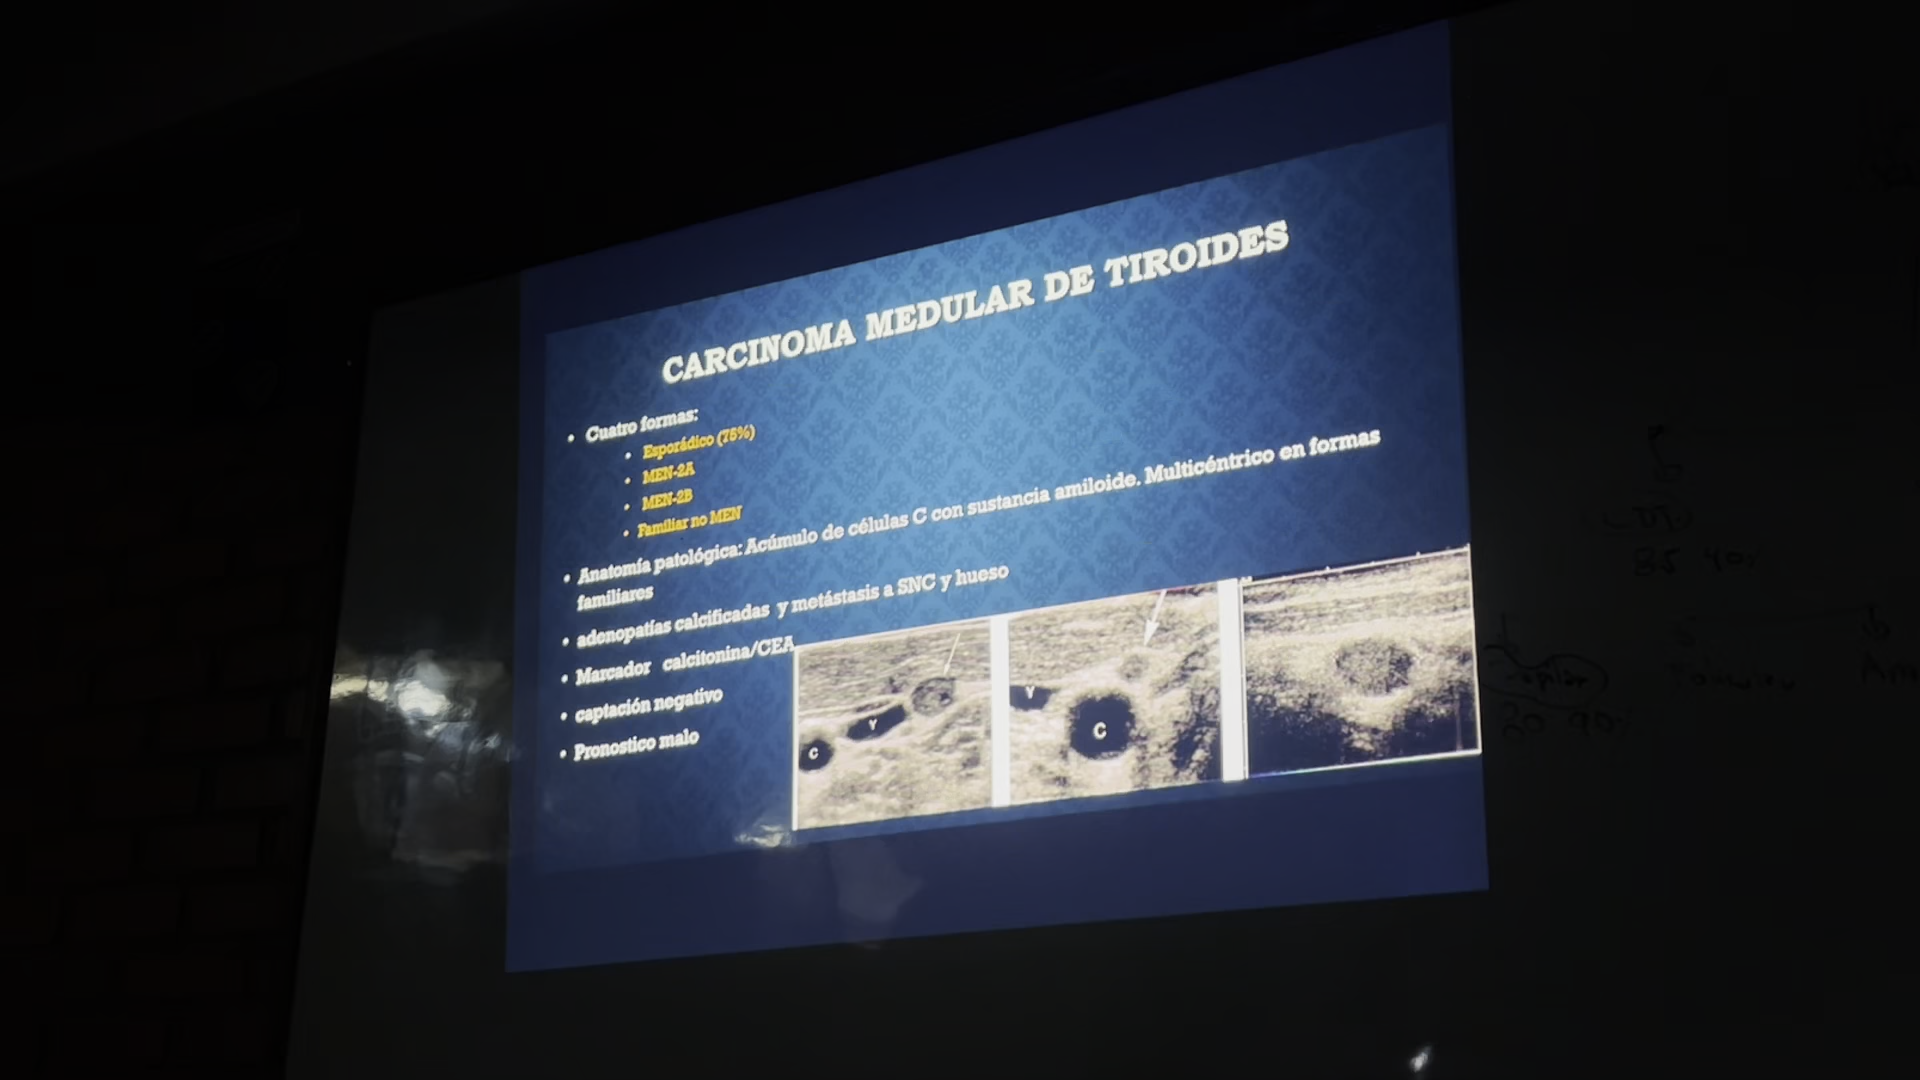 CARCINOMA MEDULAR DE TIROIDES
• Cuatro formas:
• Esporádico (75%)
• MEN-2A
• MEN-2B
• Familiar no MEN
• Anatomía patológica: Acúmulo de células C con sustancia amiloide. Multicéntrico en formas
familiares
• adenopatías calcificadas y metástasis a SNC y hueso
• Marcador calcitonina/CEA
• captación negativo
• Pronostico malo
C Y
Y C